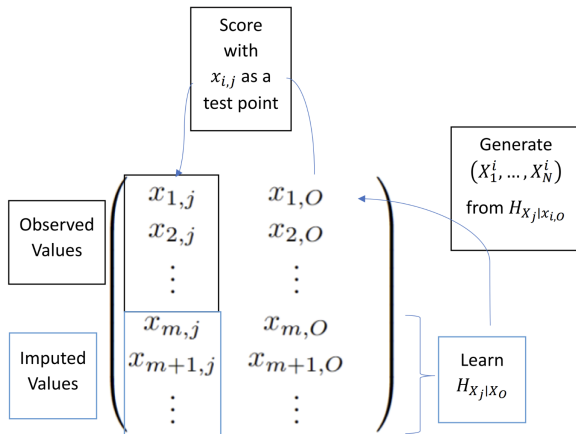 Score
with
x_{i,j} as a
test point
Generate
(X_1^i, …, X_N^i)
from H_{X_j|x_{i,O}}
Observed
Values
x_{1,j} x_{1,O}
x_{2,j} x_{2,O}
⋮ ⋮
x_{m,j} x_{m,O}
x_{m+1,j} x_{m+1,O}
⋮ ⋮
Imputed
Values
Learn
H_{X_j|X_O}